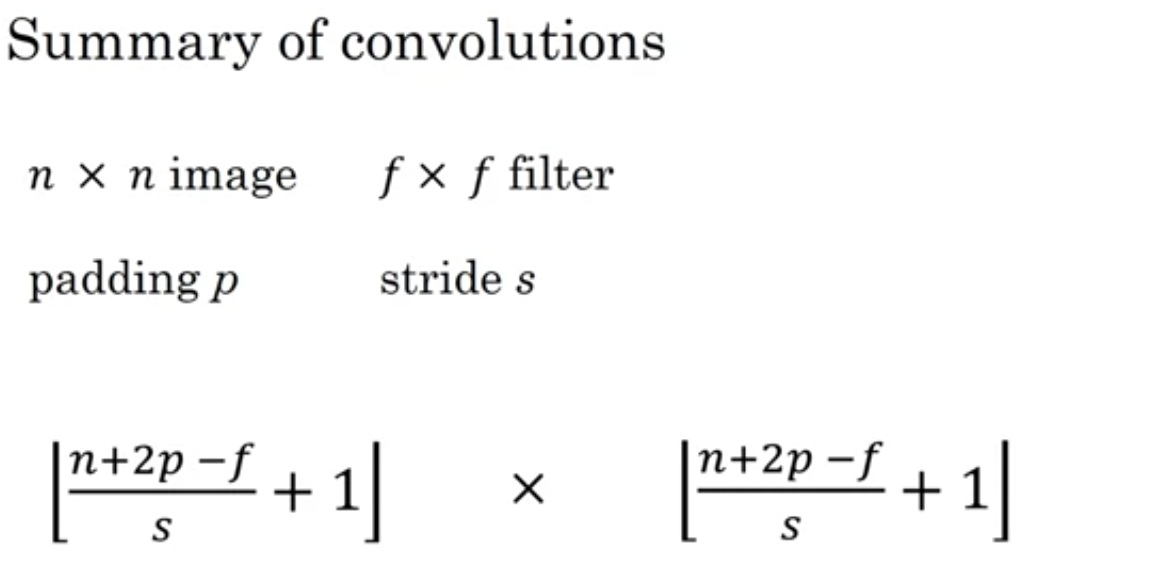 Summary of convolutions
n × n image f × f filter
padding p stride s
⌊(n+2p −f)/s + 1⌋ × ⌊(n+2p −f)/s + 1⌋